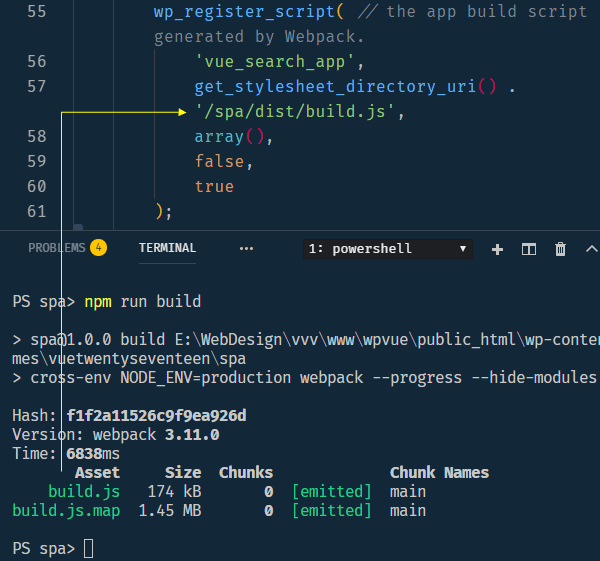 55 wp_register_script( // the app build script
generated by Webpack.
56 'vue_search_app',
57 get_stylesheet_directory_uri() .
'/spa/dist/build.js',
58 array(),
59 false,
60 true
61 );
PROBLEMS 4 TERMINAL ••• 1: powershell
PS spa> npm run build
> spa@1.0.0 build E:\WebDesign\vvv\www\wpvue\public_html\wp-conte
mes\vuetwentyseventeen\spa
> cross-env NODE_ENV=production webpack --progress --hide-modules
Hash: f1f2a11526c9f9ea926d
Version: webpack 3.11.0
Time: 6838ms
Asset Size Chunks Chunk Names
build.js 174 kB 0 [emitted] main
build.js.map 1.45 MB 0 [emitted] main
PS spa>